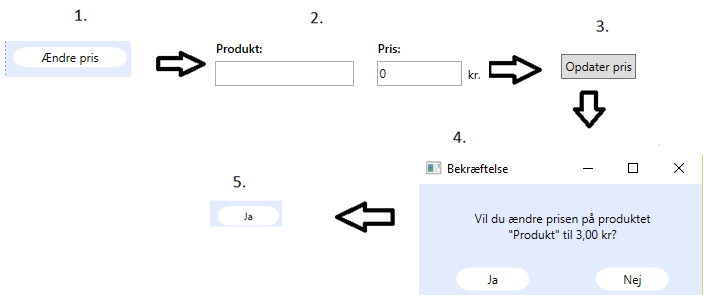 1.
Ændre pris
2.
Produkt:
Pris:
0
kr.
3.
Opdater pris
4.
Bekræftelse
Vil du ændre prisen på produktet
"Produkt" til 3,00 kr?
Ja
Nej
5.
Ja